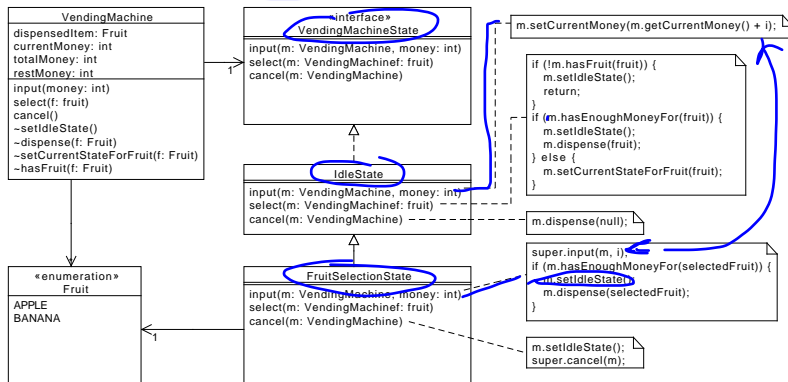 VendingMachine
dispensedItem: Fruit
currentMoney: int
totalMoney: int
restMoney: int
input(money: int)
select(f: fruit)
cancel()
~setIdleState()
~dispense(f: Fruit)
~setCurrentStateForFruit(f: Fruit)
~hasFruit(f: Fruit)
1
«interface»
VendingMachineState
input(m: VendingMachine, money: int)
select(m: VendingMachinef: fruit)
cancel(m: VendingMachine)
m.setCurrentMoney(m.getCurrentMoney() + i);
if (!m.hasFruit(fruit)) {
m.setIdleState();
return;
}
if (m.hasEnoughMoneyFor(fruit)) {
m.setIdleState();
m.dispense(fruit);
} else {
m.setCurrentStateForFruit(fruit);
}
IdleState
input(m: VendingMachine, money: int)
select(m: VendingMachinef: fruit)
cancel(m: VendingMachine)
m.dispense(null);
«enumeration»
Fruit
APPLE
BANANA
1
FruitSelectionState
input(m: VendingMachine, money: int)
select(m: VendingMachinef: fruit)
cancel(m: VendingMachine)
super.input(m, i);
if (m.hasEnoughMoneyFor(selectedFruit)) {
m.setIdleState();
m.dispense(selectedFruit);
}
m.setIdleState();
super.cancel(m);